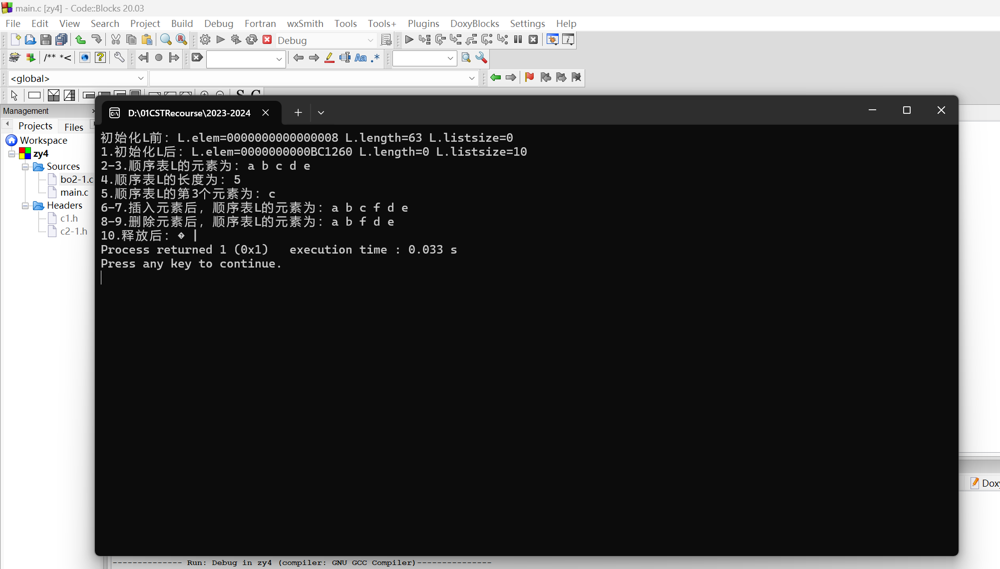 main.c [zy4] - Code::Blocks 20.03
File Edit View Search Project Build Debug Fortran wxSmith Tools Tools+ Plugins DoxyBlocks Settings Help
Debug
/** *<
Aa .*
<global>
S C
Management
Projects Files
Workspace
zy4
Sources
bo2-1.c
main.c
Headers
c1.h
c2-1.h
D:\01CSTRecourse\2023-2024
初始化L前：L.elem=0000000000000008 L.length=63 L.listsize=0
1.初始化L后：L.elem=0000000000BC1260 L.length=0 L.listsize=10
2-3.顺序表L的元素为：a b c d e
4.顺序表L的长度为：5
5.顺序表L的第3个元素为：c
6-7.插入元素后，顺序表L的元素为：a b c f d e
8-9.删除元素后，顺序表L的元素为：a b f d e
10.释放后：� |
Process returned 1 (0x1)   execution time : 0.033 s
Press any key to continue.
Doxy
-------------- Run: Debug in zy4 (compiler: GNU GCC Compiler)---------------